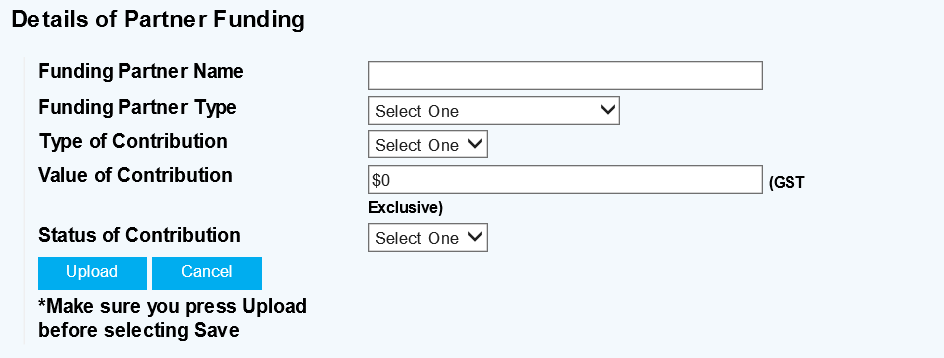 Details of Partner Funding
Funding Partner Name
Funding Partner Type Select One
Type of Contribution Select One
Value of Contribution $0 (GST
Exclusive)
Status of Contribution Select One
Upload Cancel
*Make sure you press Upload
before selecting Save